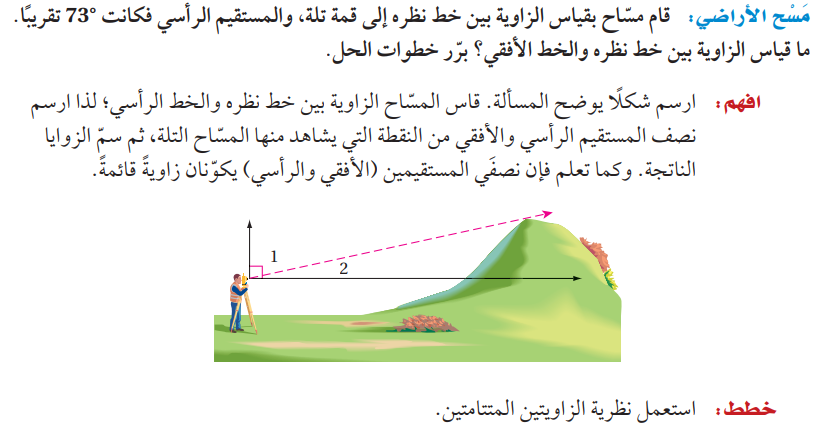 مَسْح الأراضي: قام مسّاح بقياس الزاوية بين خط نظره إلى قمة تلة، والمستقيم الرأسي فكانت 73° تقريبًا.
ما قياس الزاوية بين خط نظره والخط الأفقي؟ برّر خطوات الحل.
افهم: ارسم شكلًا يوضح المسألة. قاس المسّاح الزاوية بين خط نظره والخط الرأسي؛ لذا ارسم
نصف المستقيم الرأسي والأفقي من النقطة التي يشاهد منها المسّاح التلة، ثم سمّ الزوايا
الناتجة. وكما تعلم فإن نصفَي المستقيمين (الأفقي والرأسي) يكوّنان زاويةً قائمةً.
1
2
خطط: استعمل نظرية الزاويتين المتتامتين.